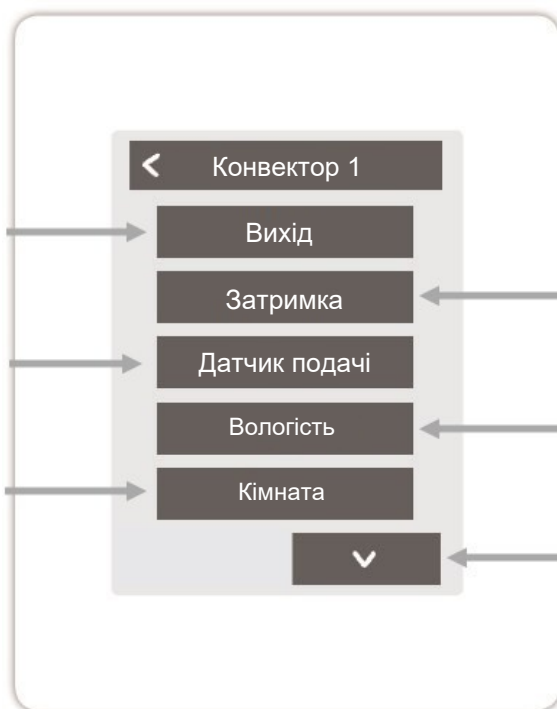 Конвектор 1
Вихід
Затримка
Датчик подачі
Вологість
Кімната